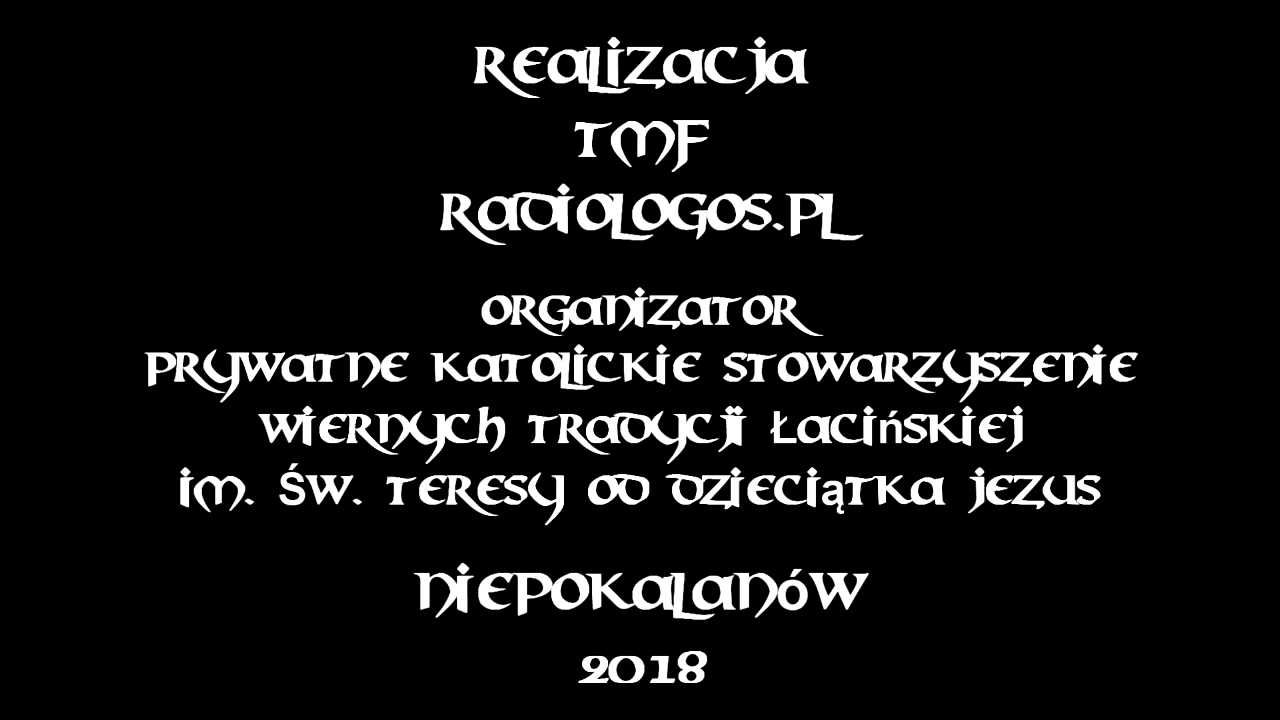 Realizacja
TMF
Radiologos.pl
Organizator
Prywatne Katolickie Stowarzyszenie
Wiernych Tradycji Łacińskiej
im. Św. Teresy od Dzieciątka Jezus
Niepokalanów
2018